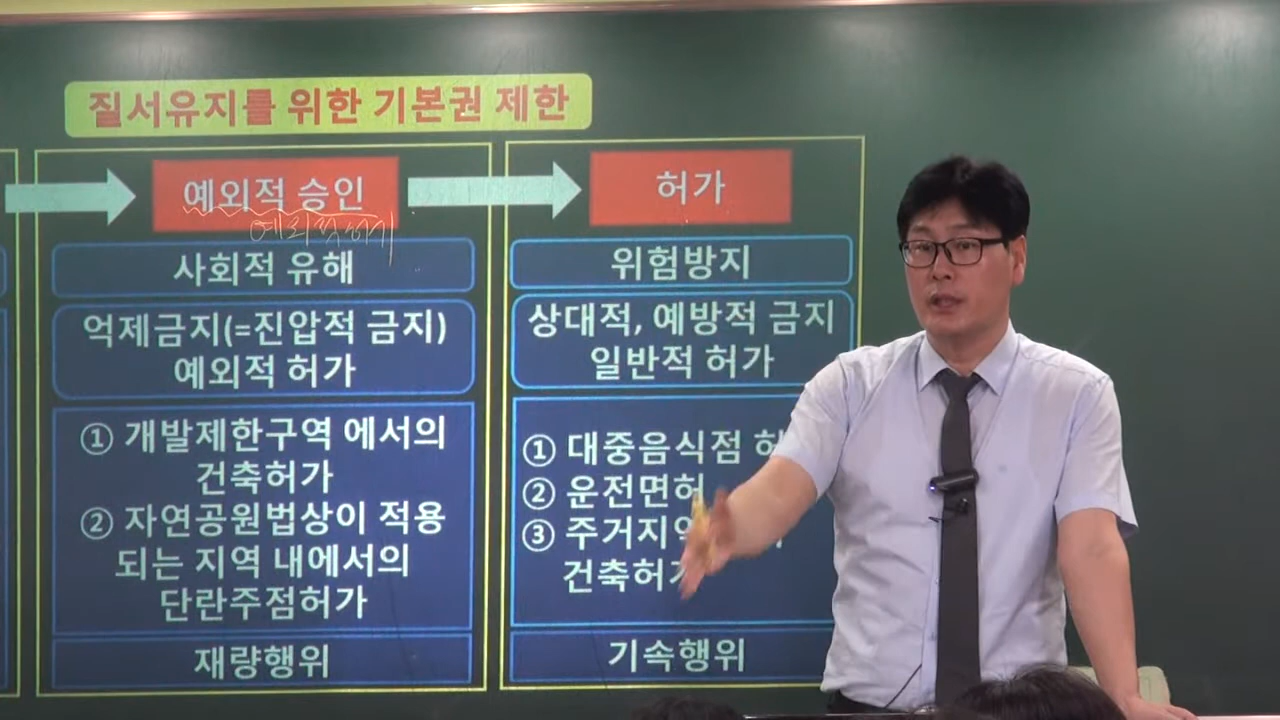 질서유지를 위한 기본권 제한
예외적 승인
예외적허가
사회적 유해
억제금지(=진압적 금지)
예외적 허가
① 개발제한구역 에서의
건축허가
② 자연공원법상이 적용
되는 지역 내에서의
단란주점허가
재량행위
허가
위험방지
상대적, 예방적 금지
일반적 허가
① 대중음식점
② 운전면허
③ 주거지역
건축허가
기속행위